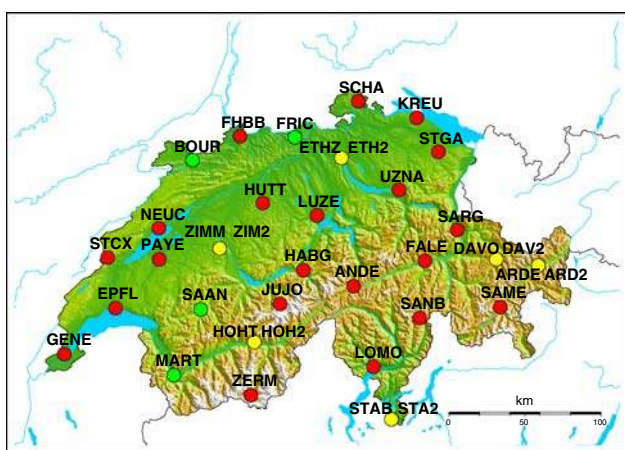 SCHA
KREU
FHBB FRIC
BOUR
ETHZ ETH2
STGA
UZNA
HUTT
LUZE
NEUC
SARG
ZIMM ZIM2
STCX PAYE
HABG
FALE DAVO DAV2
ANDE
ARDE ARD2
EPFL
SAAN
JUJO
SANB
SAME
HOHT HOH2
GENE
MART
LOMO
ZERM
STAB STA2
km
0 50 100